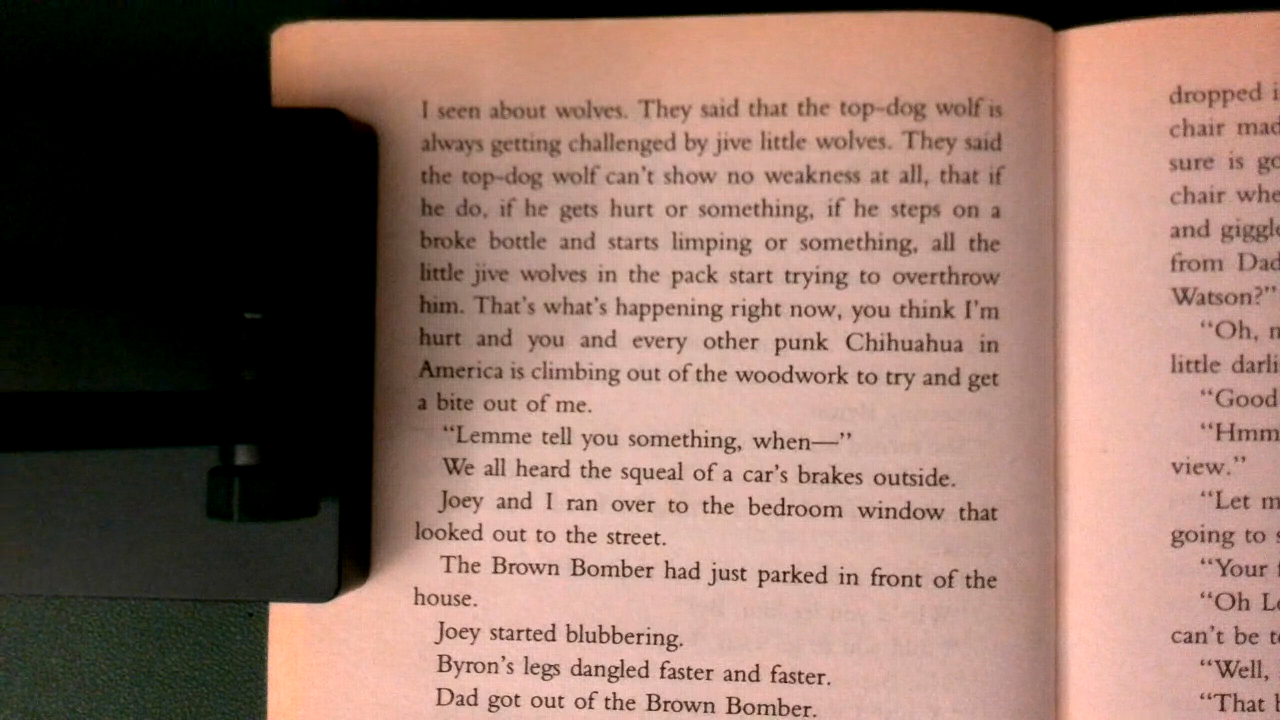 I seen about wolves. They said that the top-dog wolf is
always getting challenged by jive little wolves. They said
the top-dog wolf can't show no weakness at all, that if
he do, if he gets hurt or something, if he steps on a
broke bottle and starts limping or something, all the
little jive wolves in the pack start trying to overthrow
him. That's what's happening right now, you think I'm
hurt and you and every other punk Chihuahua in
America is climbing out of the woodwork to try and get
a bite out of me.
“Lemme tell you something, when—”
We all heard the squeal of a car's brakes outside.
Joey and I ran over to the bedroom window that
looked out to the street.
The Brown Bomber had just parked in front of the
house.
Joey started blubbering.
Byron's legs dangled faster and faster.
Dad got out of the Brown Bomber.
dropped
chair
sure is
chair
and
from Dad
Watson?”
“Oh,
little
“Good
“Hmm
view.”
“Let
going to
“Your
“Oh
can't be
“Well,
“That